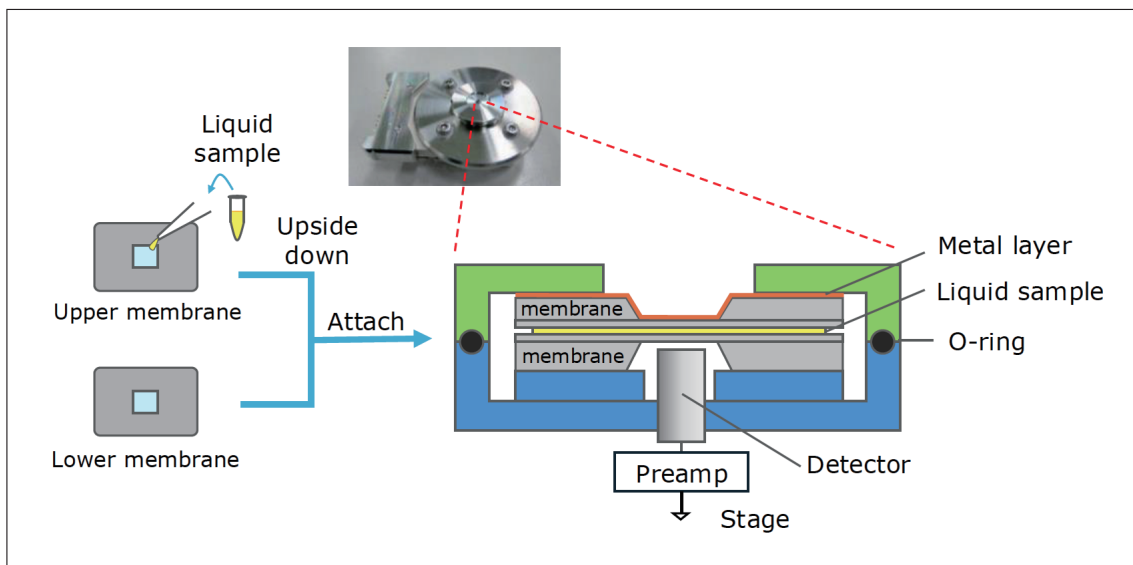 Liquid
sample
Upside
down
Upper membrane
Attach
Lower membrane
Metal layer
membrane
Liquid sample
O-ring
membrane
Detector
Preamp
Stage